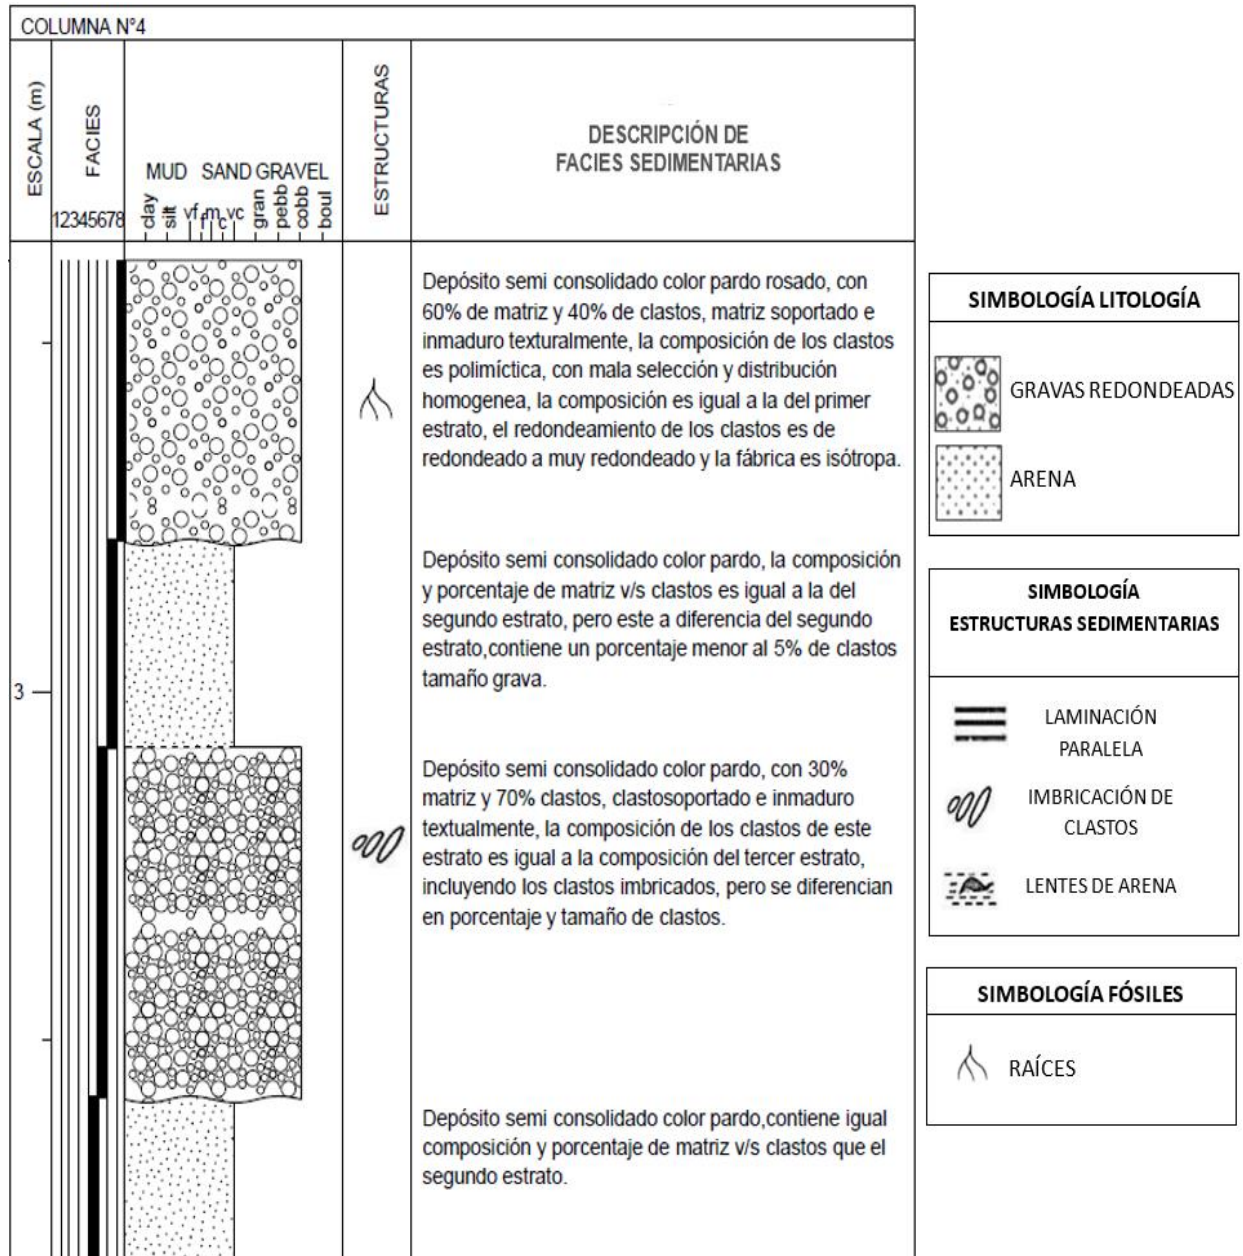 COLUMNA N°4
ESCALA (m)
FACIES
12345678
MUD SAND GRAVEL
clay
silt
vf
f
m
c
vc
gran
pebb
cobb
boul
ESTRUCTURAS
DESCRIPCIÓN DE
FACIES SEDIMENTARIAS
Depósito semi consolidado color pardo rosado, con
60% de matriz y 40% de clastos, matriz soportado e
inmaduro texturalmente, la composición de los clastos
es polimíctica, con mala selección y distribución
homogenea, la composición es igual a la del primer
estrato, el redondeamiento de los clastos es de
redondeado a muy redondeado y la fábrica es isótropa.
Depósito semi consolidado color pardo, la composición
y porcentaje de matriz v/s clastos es igual a la del
segundo estrato, pero este a diferencia del segundo
estrato,contiene un porcentaje menor al 5% de clastos
tamaño grava.
3
Depósito semi consolidado color pardo, con 30%
matriz y 70% clastos, clastosoportado e inmaduro
textualmente, la composición de los clastos de este
estrato es igual a la composición del tercer estrato,
incluyendo los clastos imbricados, pero se diferencian
en porcentaje y tamaño de clastos.
Depósito semi consolidado color pardo,contiene igual
composición y porcentaje de matriz v/s clastos que el
segundo estrato.
SIMBOLOGÍA LITOLOGÍA
GRAVAS REDONDEADAS
ARENA
SIMBOLOGÍA
ESTRUCTURAS SEDIMENTARIAS
LAMINACIÓN
PARALELA
IMBRICACIÓN DE
CLASTOS
LENTES DE ARENA
SIMBOLOGÍA FÓSILES
RAÍCES